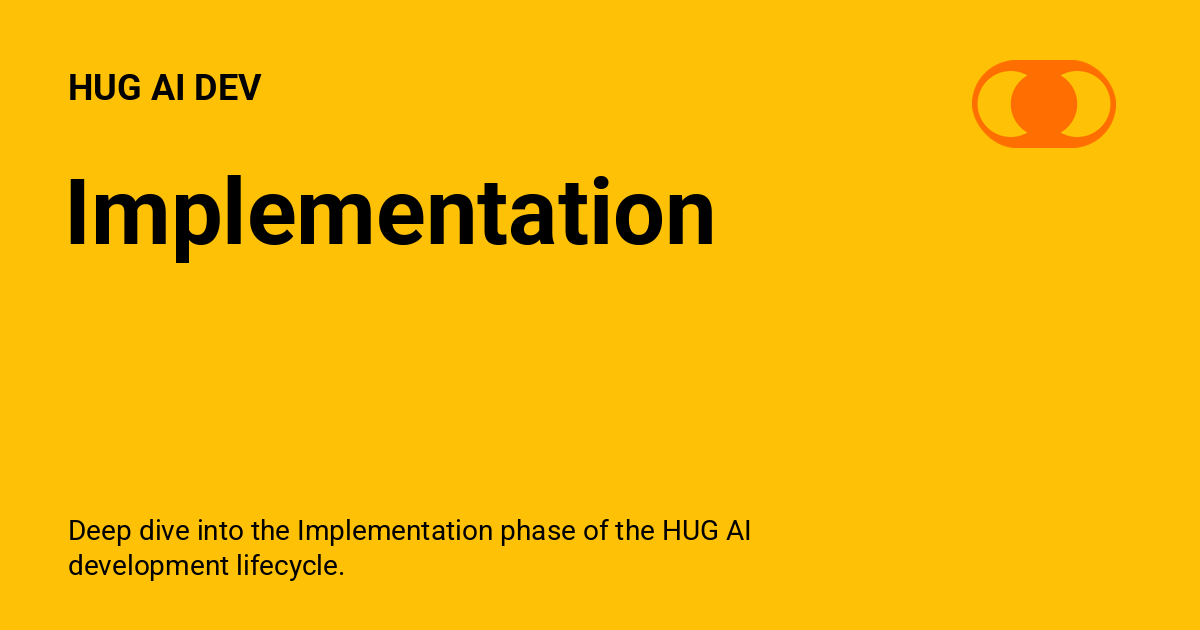 HUG AI DEV
Implementation
Deep dive into the Implementation phase of the HUG AI
development lifecycle.